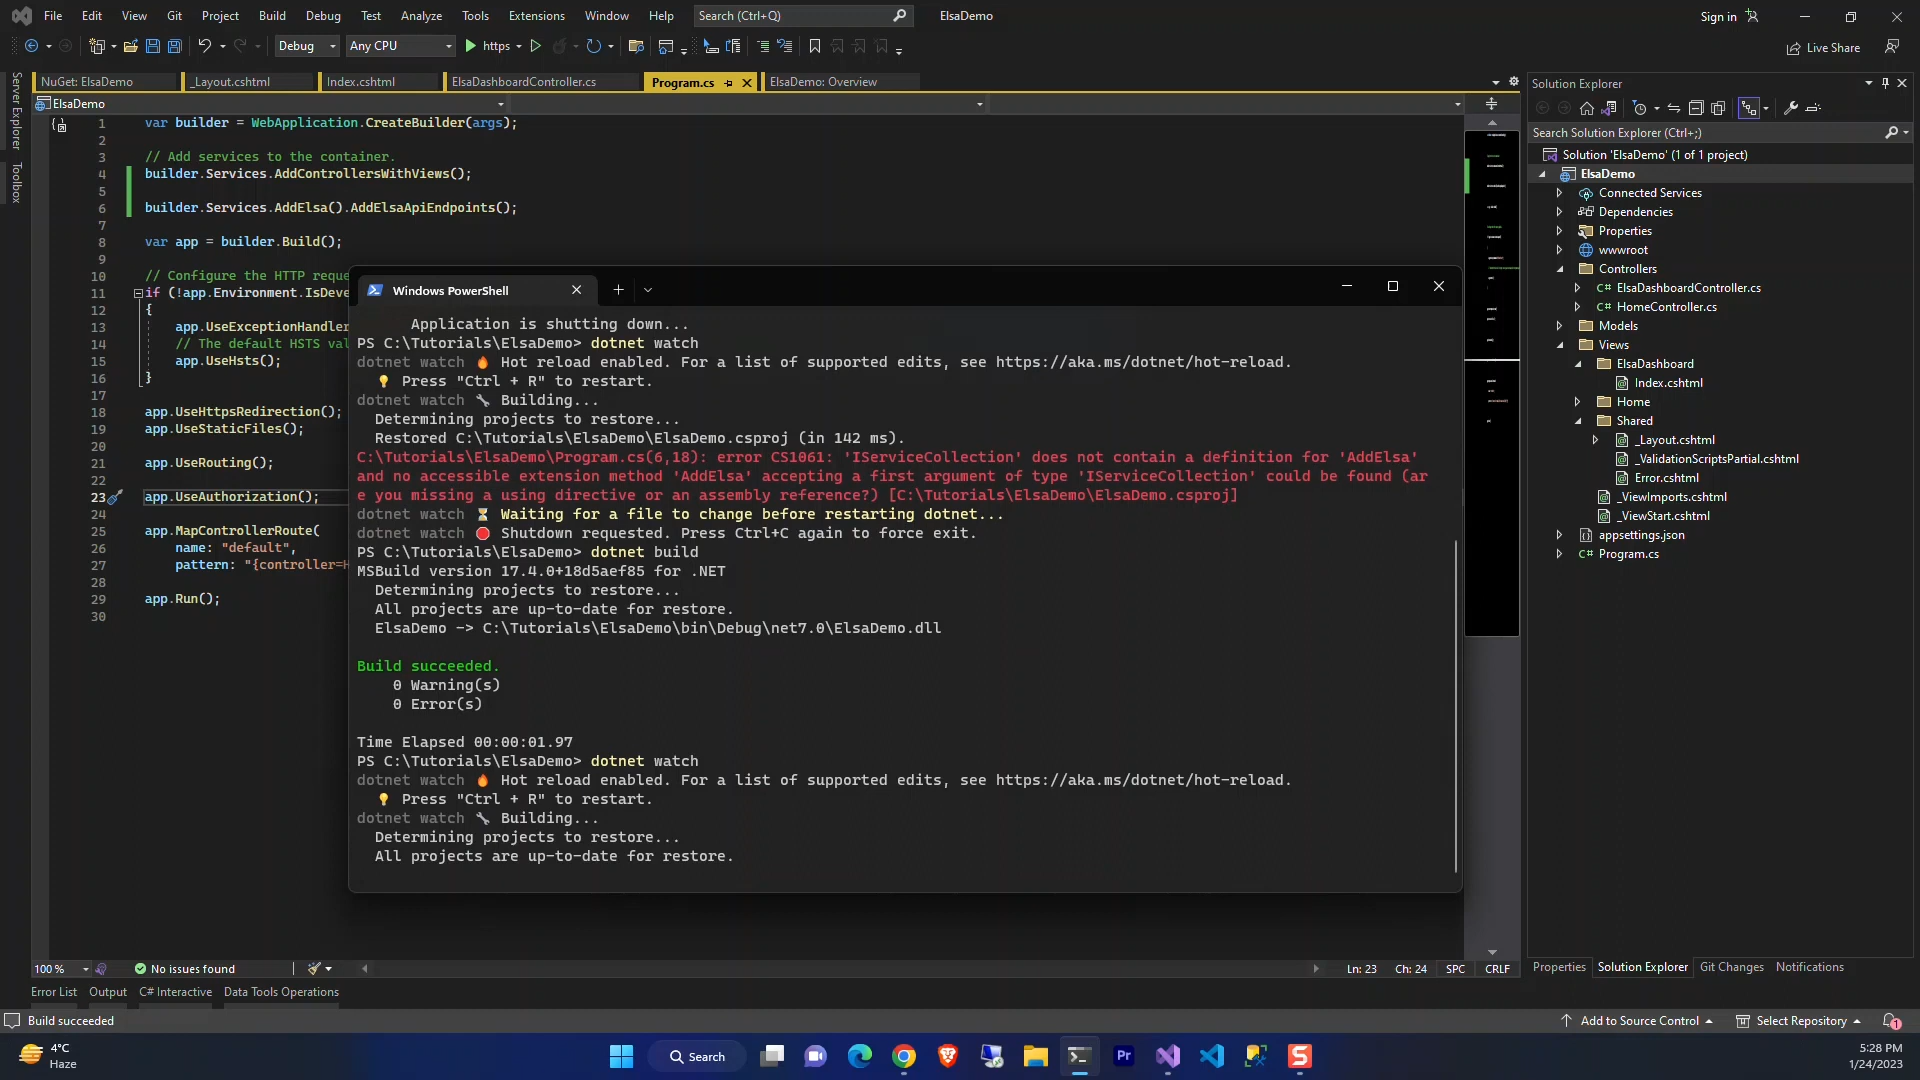 File Edit View Git Project Build Debug Test Analyze Tools Extensions Window Help Search (Ctrl+Q) ElsaDemo Sign in
Debug Any CPU https Live Share
NuGet: ElsaDemo _Layout.cshtml Index.cshtml ElsaDashboardController.cs Program.cs ElsaDemo: Overview
ElsaDemo
Server Explorer
Toolbox
1 var builder = WebApplication.CreateBuilder(args);
2
3 // Add services to the container.
4 builder.Services.AddControllersWithViews();
5
6 builder.Services.AddElsa().AddElsaApiEndpoints();
7
8 var app = builder.Build();
9
10 // Configure the HTTP reque
11 if (!app.Environment.IsDeve
12 {
13 app.UseExceptionHandler
14 // The default HSTS val
15 app.UseHsts();
16 }
17
18 app.UseHttpsRedirection();
19 app.UseStaticFiles();
20
21 app.UseRouting();
22
23 app.UseAuthorization();
24
25 app.MapControllerRoute(
26 name: "default",
27 pattern: "{controller=H
28
29 app.Run();
30
Windows PowerShell
Application is shutting down...
PS C:\Tutorials\ElsaDemo> dotnet watch
dotnet watch 🔥 Hot reload enabled. For a list of supported edits, see https://aka.ms/dotnet/hot-reload.
💡 Press "Ctrl + R" to restart.
dotnet watch 🔧 Building...
Determining projects to restore...
Restored C:\Tutorials\ElsaDemo\ElsaDemo.csproj (in 142 ms).
C:\Tutorials\ElsaDemo\Program.cs(6,18): error CS1061: 'IServiceCollection' does not contain a definition for 'AddElsa'
and no accessible extension method 'AddElsa' accepting a first argument of type 'IServiceCollection' could be found (ar
e you missing a using directive or an assembly reference?) [C:\Tutorials\ElsaDemo\ElsaDemo.csproj]
dotnet watch ⏳ Waiting for a file to change before restarting dotnet...
dotnet watch 🛑 Shutdown requested. Press Ctrl+C again to force exit.
PS C:\Tutorials\ElsaDemo> dotnet build
MSBuild version 17.4.0+18d5aef85 for .NET
Determining projects to restore...
All projects are up-to-date for restore.
ElsaDemo -> C:\Tutorials\ElsaDemo\bin\Debug\net7.0\ElsaDemo.dll
Build succeeded.
0 Warning(s)
0 Error(s)
Time Elapsed 00:00:01.97
PS C:\Tutorials\ElsaDemo> dotnet watch
dotnet watch 🔥 Hot reload enabled. For a list of supported edits, see https://aka.ms/dotnet/hot-reload.
💡 Press "Ctrl + R" to restart.
dotnet watch 🔧 Building...
Determining projects to restore...
All projects are up-to-date for restore.
Solution Explorer
Search Solution Explorer (Ctrl+;)
Solution 'ElsaDemo' (1 of 1 project)
ElsaDemo
Connected Services
Dependencies
Properties
wwwroot
Controllers
C# ElsaDashboardController.cs
C# HomeController.cs
Models
Views
ElsaDashboard
Index.cshtml
Home
Shared
_Layout.cshtml
_ValidationScriptsPartial.cshtml
Error.cshtml
_ViewImports.cshtml
_ViewStart.cshtml
appsettings.json
C# Program.cs
100 % No issues found Ln: 23 Ch: 24 SPC CRLF
Properties Solution Explorer Git Changes Notifications
Error List Output C# Interactive Data Tools Operations
Build succeeded Add to Source Control Select Repository 1
4°C
Haze
Search
Pr
S
5:28 PM
1/24/2023